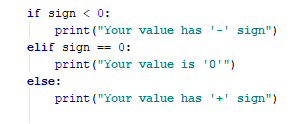 if sign < 0:
    print("Your value has '-' sign")
elif sign == 0:
    print("Your value is '0'")
else:
    print("Your value has '+' sign")